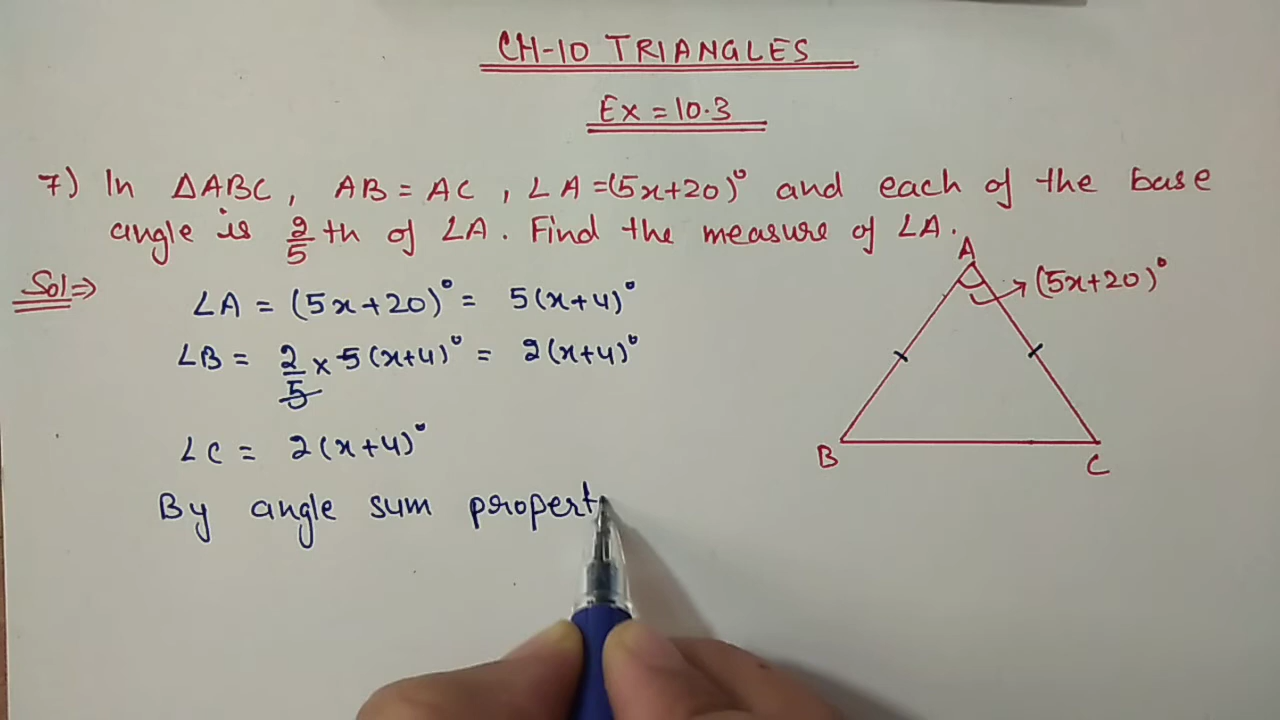 CH-10 TRIANGLES
Ex = 10.3
7) In △ABC, AB = AC, ∠A = (5x+20)° and each of the base
angle is 2/5 th of ∠A. Find the measure of ∠A.
Sol ⇒
∠A = (5x+20)° = 5(x+4)°
∠B = 2/5 × 5(x+4)° = 2(x+4)°
∠C = 2(x+4)°
By angle sum propert
A
(5x+20)°
B
C